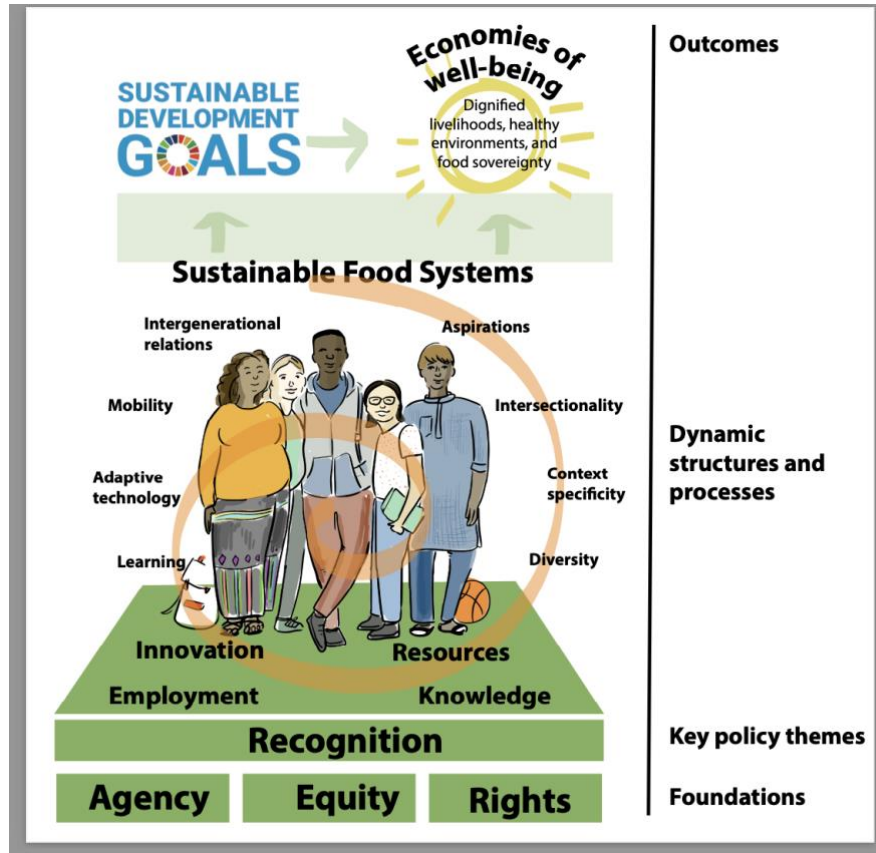 Economies of
well-being
Dignified
livelihoods, healthy
environments, and
food sovereignty
SUSTAINABLE
DEVELOPMENT
GOALS
Outcomes
Sustainable Food Systems
Intergenerational
relations
Aspirations
Mobility
Intersectionality
Adaptive
technology
Context
specificity
Learning
Diversity
Dynamic
structures and
processes
Innovation
Resources
Employment
Knowledge
Recognition
Key policy themes
Agency
Equity
Rights
Foundations